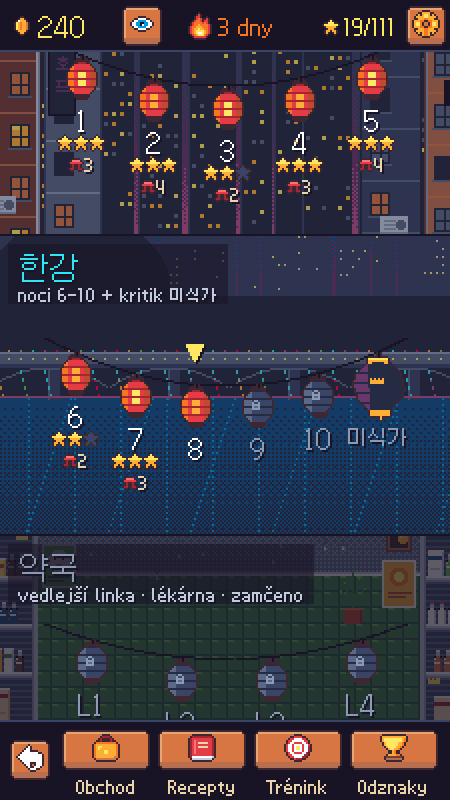 240
3 dny
19/111
1
3
2
4
3
2
4
3
5
4
한강
noci 6-10 + kritik 미식가
6
2
7
3
8
9
10
미식가
약국
vedlejší linka · lékárna · zamčeno
L1
L4
Obchod
Recepty
Trénink
Odznaky